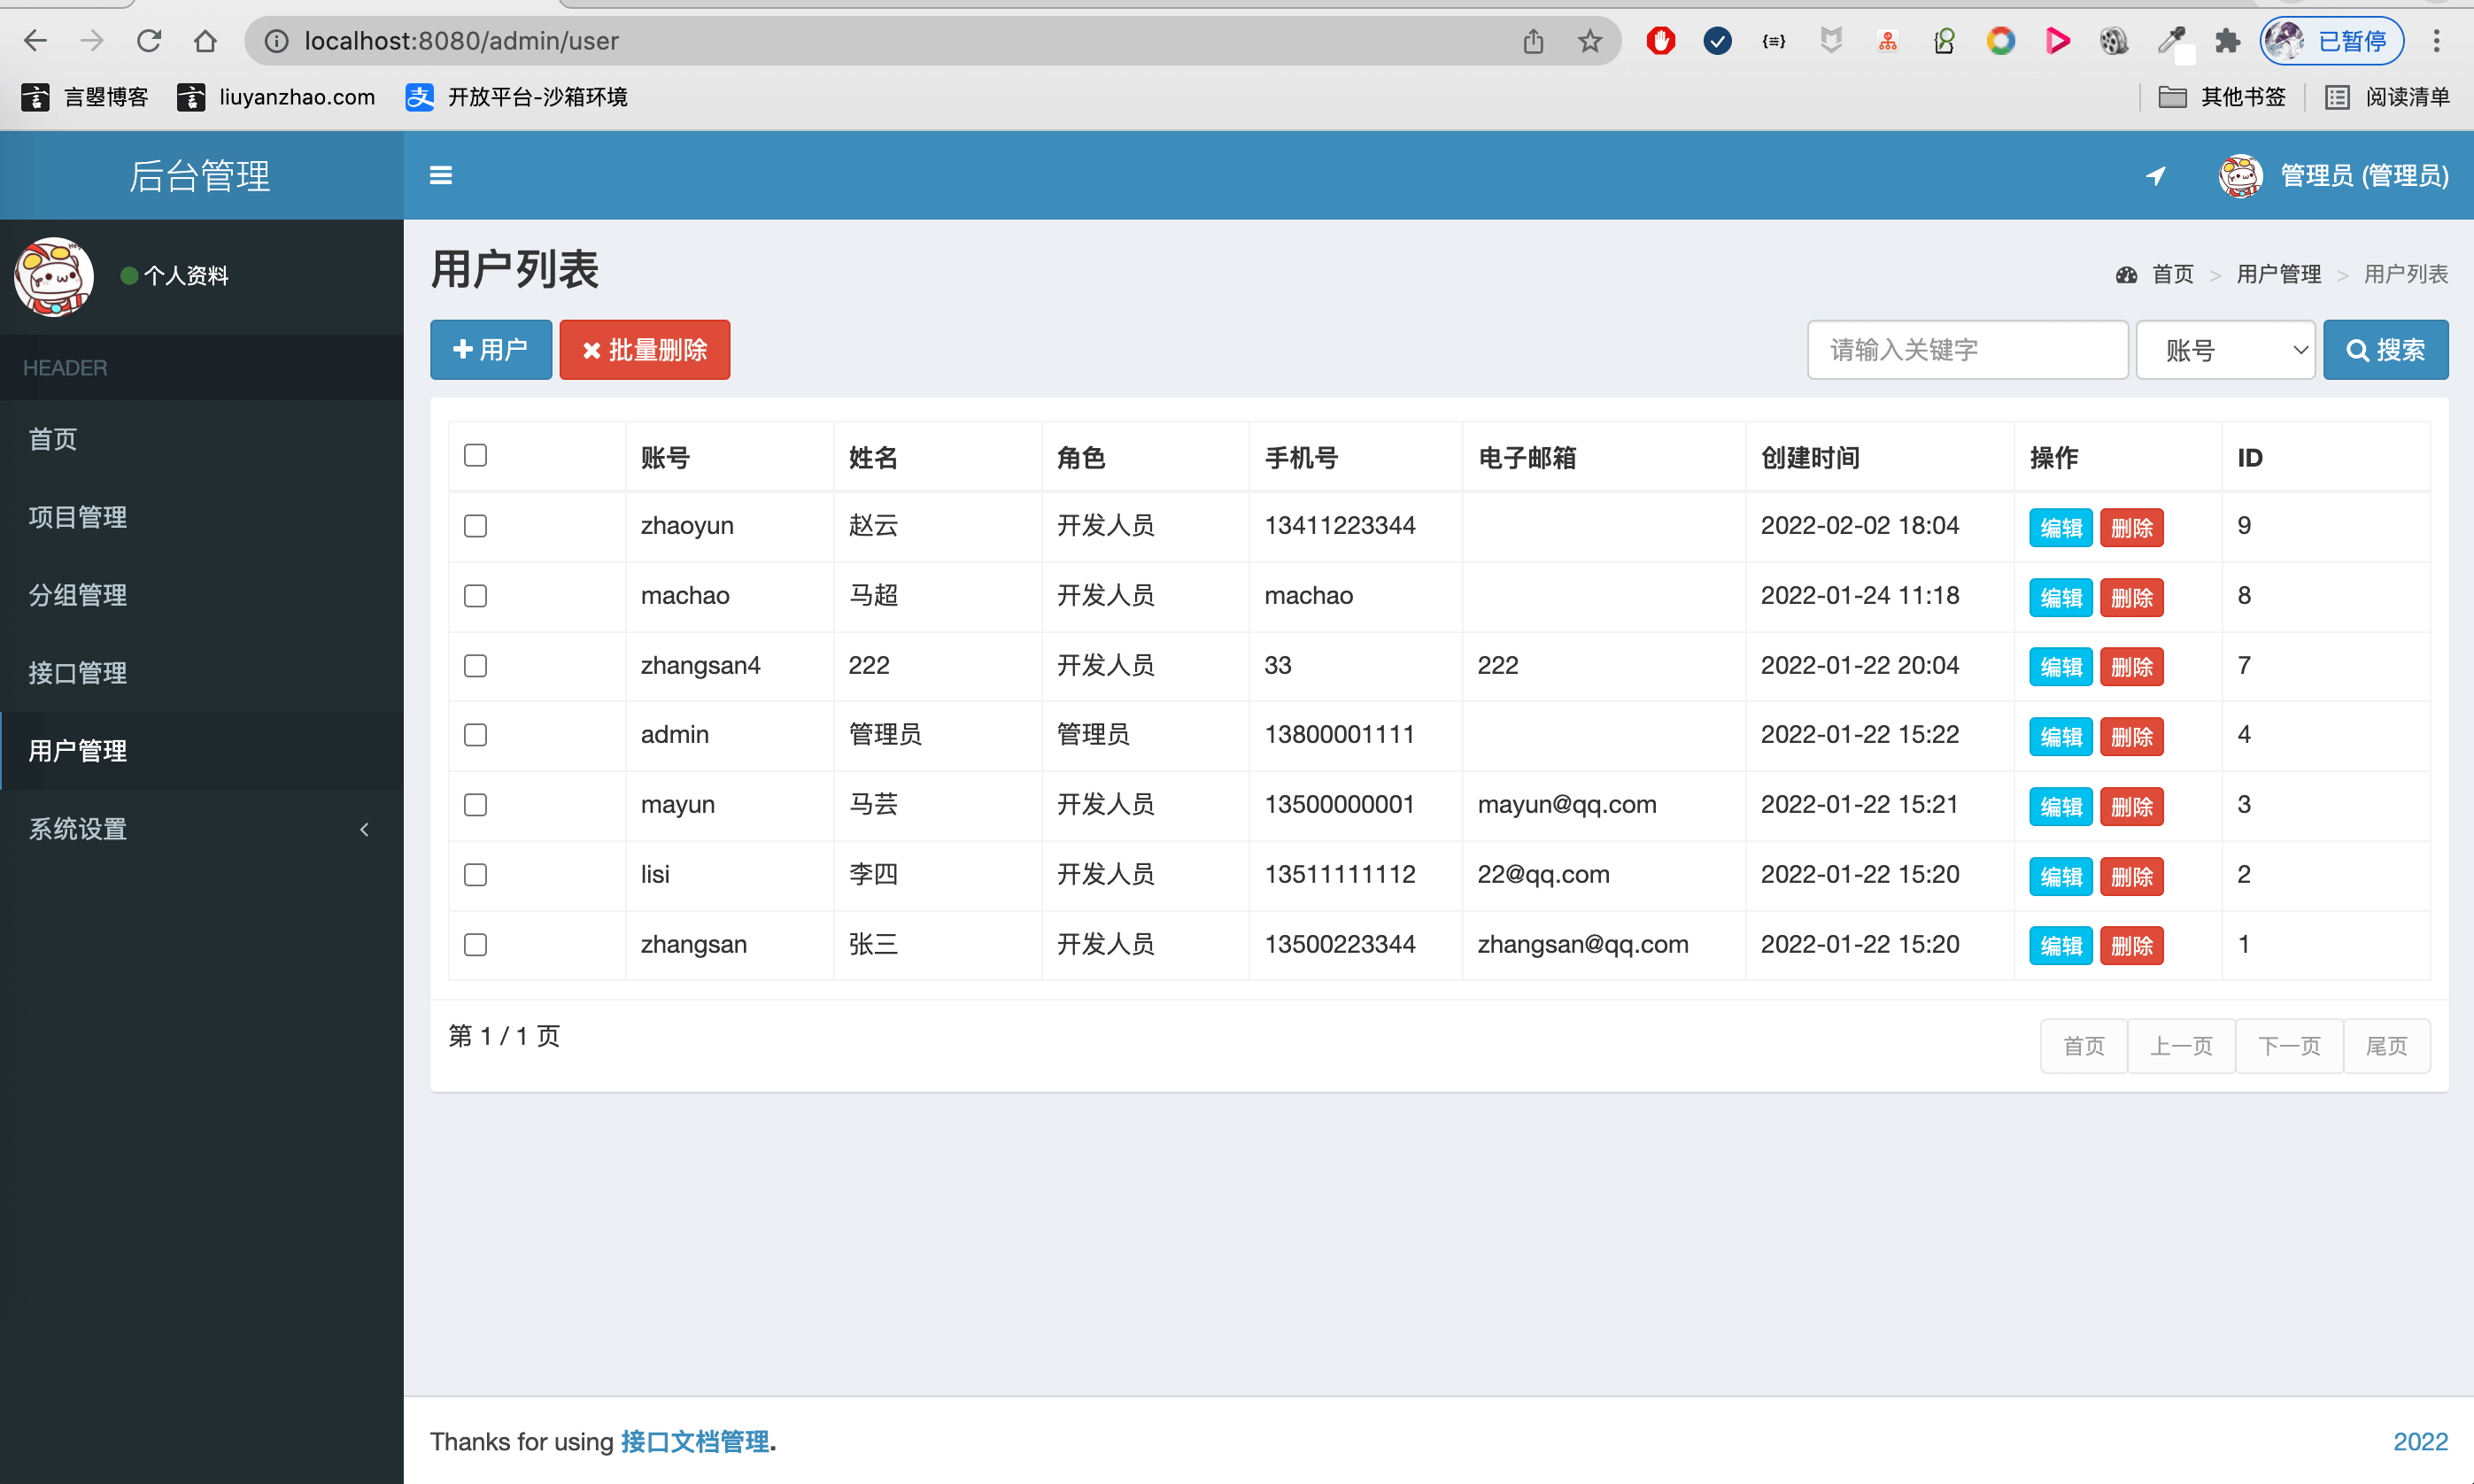 localhost:8080/admin/user
已暂停
言曌博客
liuyanzhao.com
开放平台-沙箱环境
其他书签
阅读清单
后台管理
管理员 (管理员)
个人资料
HEADER
首页
项目管理
分组管理
接口管理
用户管理
系统设置
用户列表
首页 > 用户管理 > 用户列表
用户
批量删除
请输入关键字
账号
搜索
账号 姓名 角色 手机号 电子邮箱 创建时间 操作 ID
zhaoyun 赵云 开发人员 13411223344 2022-02-02 18:04 编辑 删除 9
machao 马超 开发人员 machao 2022-01-24 11:18 编辑 删除 8
zhangsan4 222 开发人员 33 222 2022-01-22 20:04 编辑 删除 7
admin 管理员 管理员 13800001111 2022-01-22 15:22 编辑 删除 4
mayun 马芸 开发人员 13500000001 mayun@qq.com 2022-01-22 15:21 编辑 删除 3
lisi 李四 开发人员 13511111112 22@qq.com 2022-01-22 15:20 编辑 删除 2
zhangsan 张三 开发人员 13500223344 zhangsan@qq.com 2022-01-22 15:20 编辑 删除 1
第 1 / 1 页
首页 上一页 下一页 尾页
Thanks for using 接口文档管理.
2022